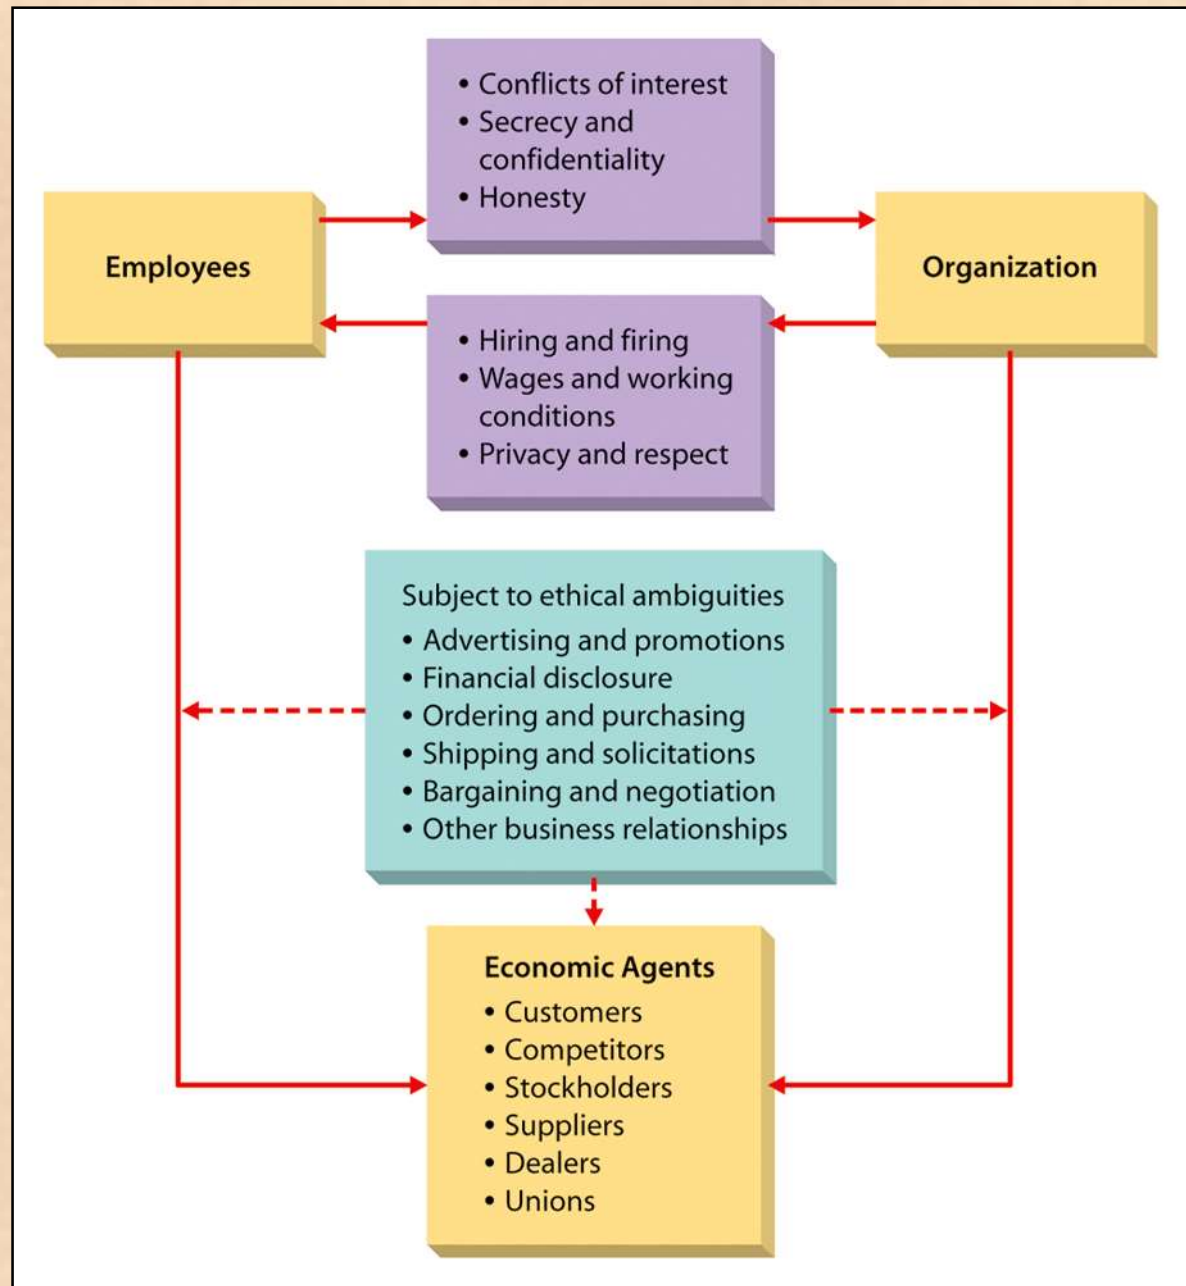 • Conflicts of interest
• Secrecy and
confidentiality
• Honesty
Employees
Organization
• Hiring and firing
• Wages and working
conditions
• Privacy and respect
Subject to ethical ambiguities
• Advertising and promotions
• Financial disclosure
• Ordering and purchasing
• Shipping and solicitations
• Bargaining and negotiation
• Other business relationships
Economic Agents
• Customers
• Competitors
• Stockholders
• Suppliers
• Dealers
• Unions